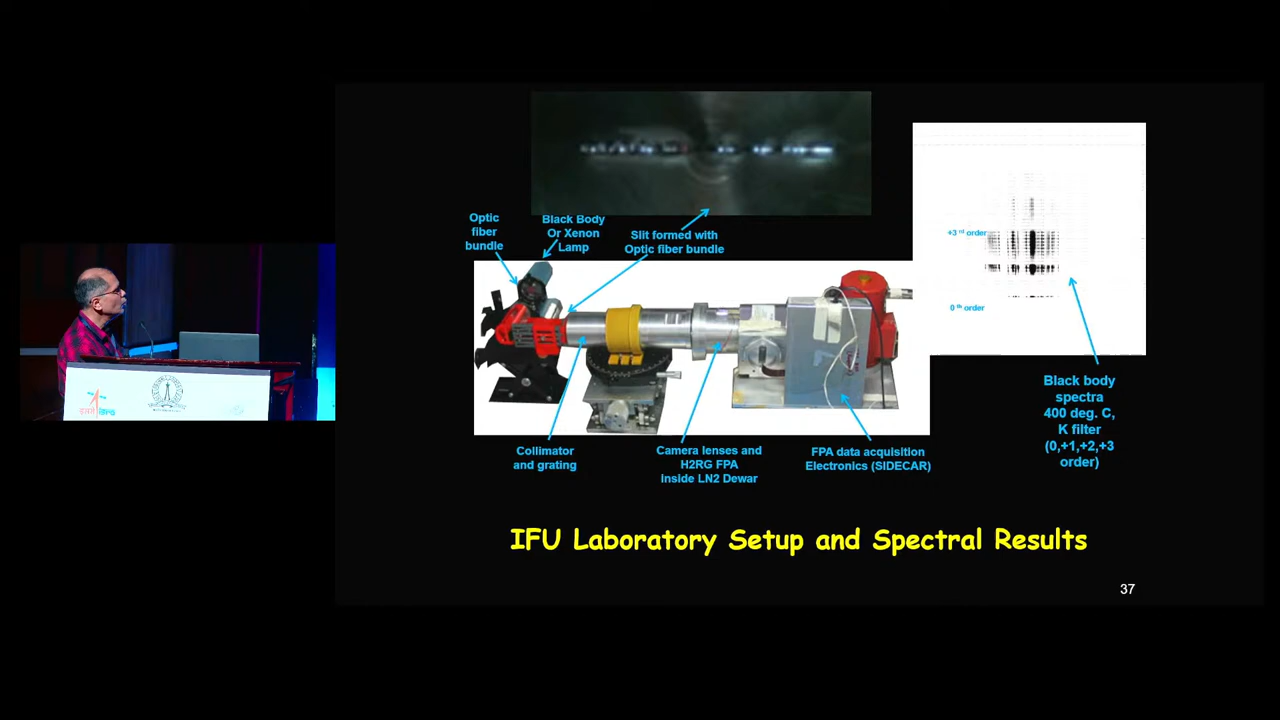 Optic
fiber
bundle
Black Body
Or Xenon
Lamp
Slit formed with
Optic fiber bundle
+3 rd order
0 th order
Collimator
and grating
Camera lenses and
H2RG FPA
Inside LN2 Dewar
FPA data acquisition
Electronics (SIDECAR)
Black body
spectra
400 deg. C,
K filter
(0,+1,+2,+3
order)
IFU Laboratory Setup and Spectral Results
37